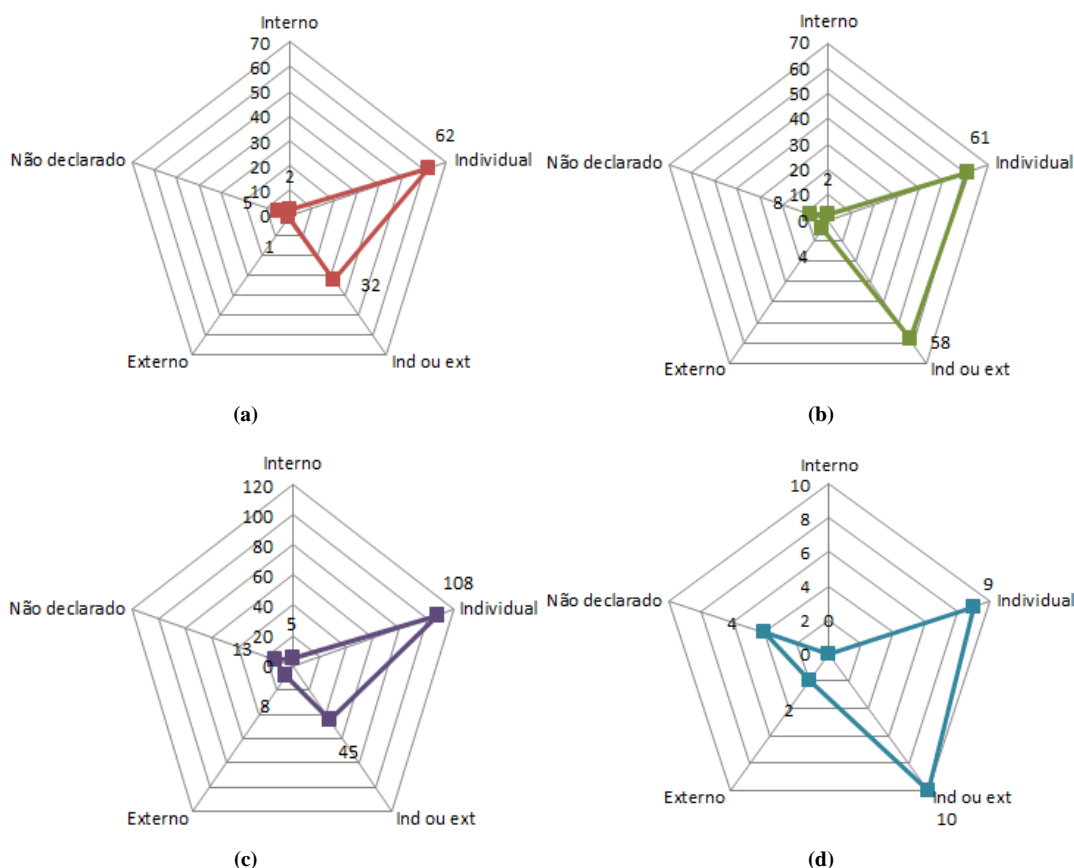 Interno
70
60
50
40
30
20
10
0
2
62
Individual
32
Ind ou ext
1
Externo
5
Não declarado
(a)
Interno
70
60
50
40
30
20
10
0
2
61
Individual
58
Ind ou ext
4
Externo
8
Não declarado
(b)
Interno
120
100
80
60
40
20
0
5
108
Individual
45
Ind ou ext
8
Externo
13
Não declarado
(c)
Interno
10
8
6
4
2
0
0
9
Individual
Ind ou ext
10
2
Externo
4
Não declarado
(d)